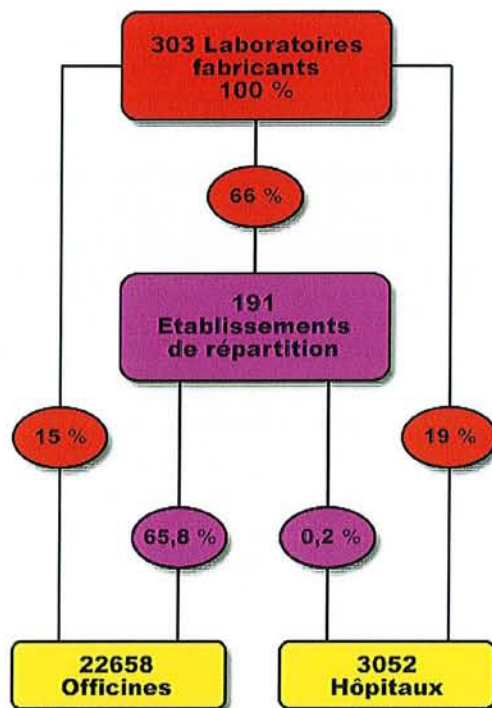 303 Laboratoires
fabricants
100 %
66 %
191
Etablissements
de répartition
15 %
19 %
65,8 %
0,2 %
22658
Officines
3052
Hôpitaux